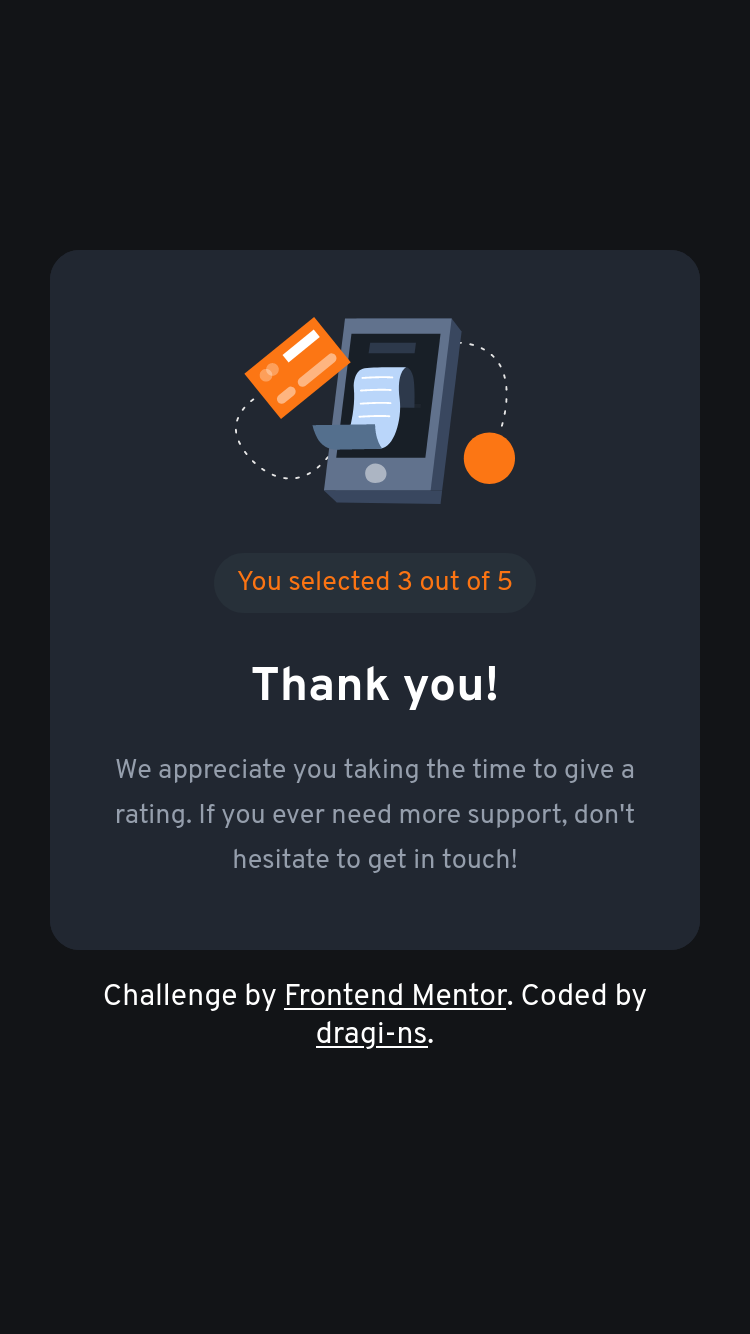 You selected 3 out of 5
Thank you!
We appreciate you taking the time to give a
rating. If you ever need more support, don't
hesitate to get in touch!
Challenge by Frontend Mentor. Coded by
dragi-ns.